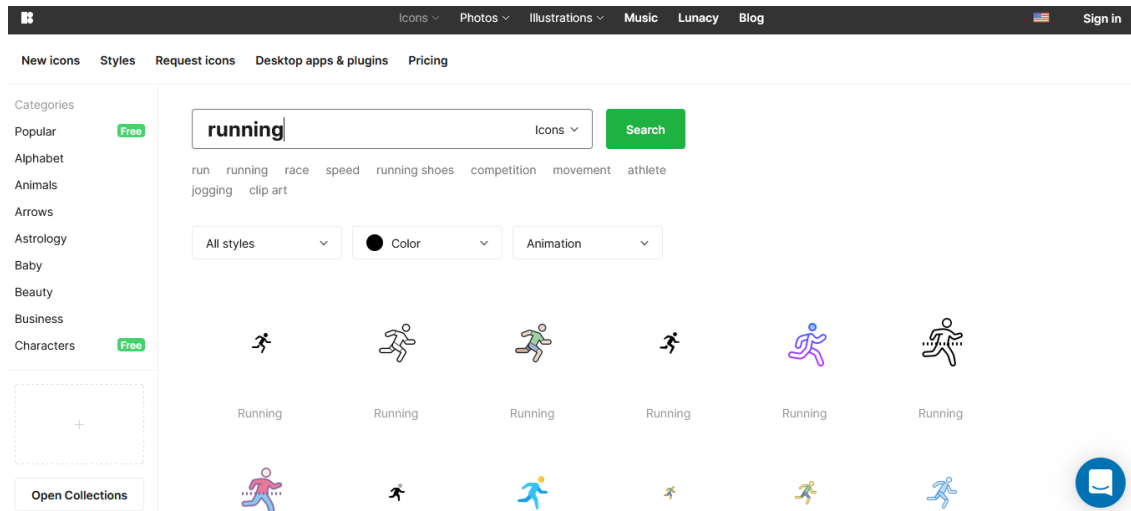 Icons Photos Illustrations Music Lunacy Blog Sign in
New icons Styles Request icons Desktop apps & plugins Pricing
Categories
Popular Free
Alphabet
Animals
Arrows
Astrology
Baby
Beauty
Business
Characters Free
Open Collections
running Icons Search
run running race speed running shoes competition movement athlete
jogging clip art
All styles Color Animation
Running Running Running Running Running Running